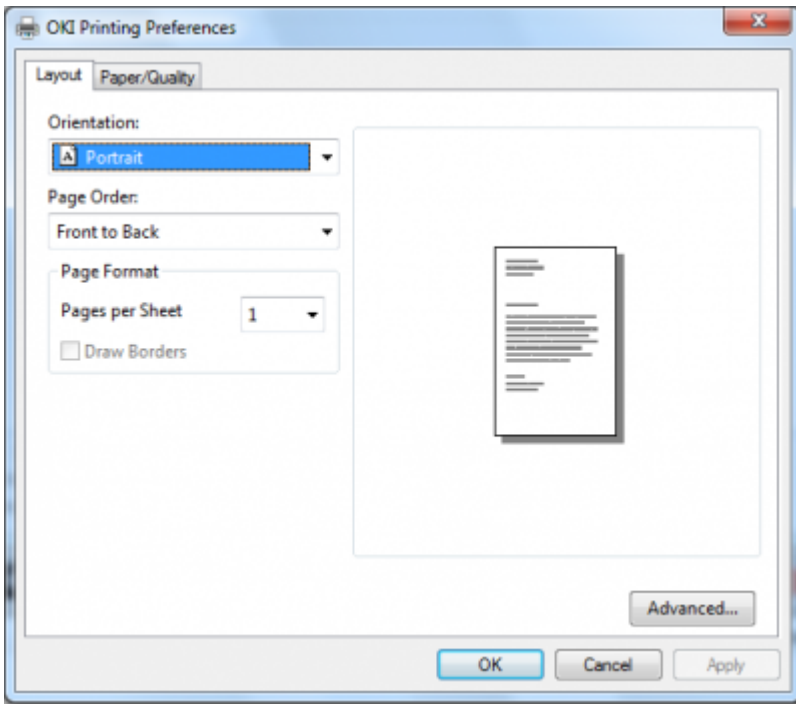 OKI Printing Preferences
Layout Paper/Quality
Orientation:
Portrait
Page Order:
Front to Back
Page Format
Pages per Sheet 1
Draw Borders
Advanced...
OK Cancel Apply